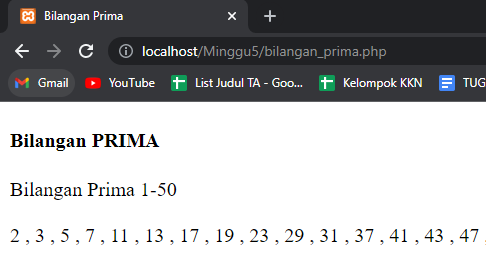 Bilangan Prima
localhost/Minggu5/bilangan_prima.php
Gmail YouTube List Judul TA - Goo... Kelompok KKN TUG
Bilangan PRIMA
Bilangan Prima 1-50
2 , 3 , 5 , 7 , 11 , 13 , 17 , 19 , 23 , 29 , 31 , 37 , 41 , 43 , 47 ,